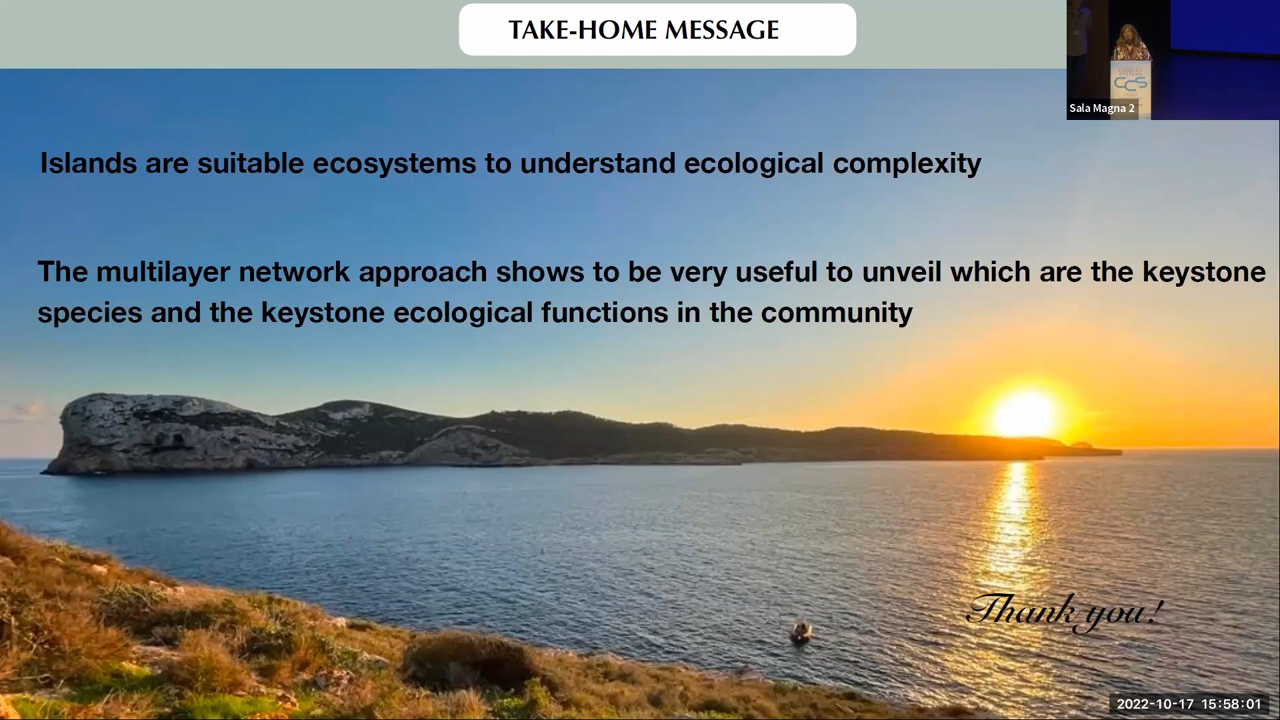 TAKE-HOME MESSAGE
CCS
Sala Magna 2
Islands are suitable ecosystems to understand ecological complexity
The multilayer network approach shows to be very useful to unveil which are the keystone
species and the keystone ecological functions in the community
Thank you!
2022-10-17 15:58:01